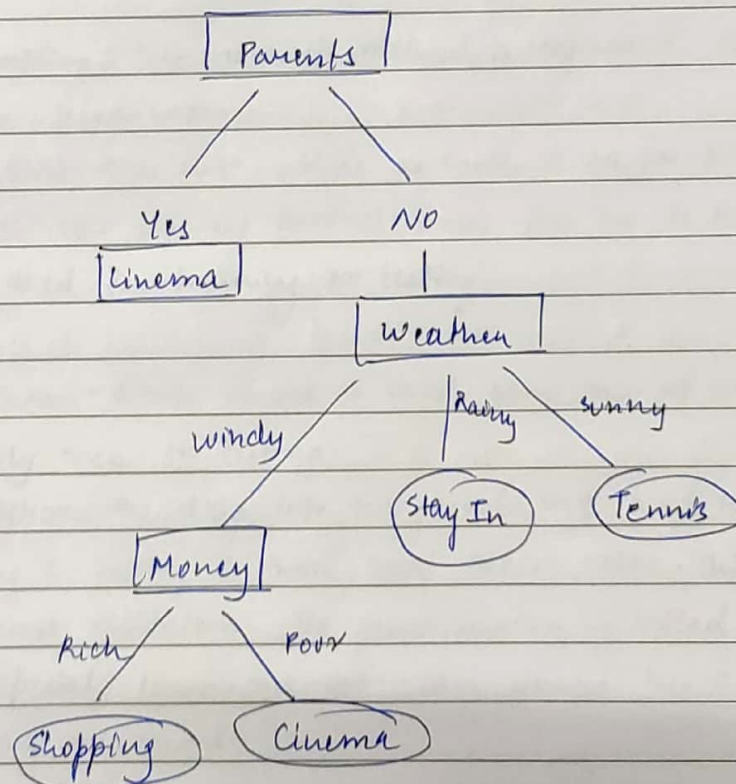 Parents
Yes NO
Cinema
Weather
Windy Rainy Sunny
Stay In Tennis
Money
Rich Poor
Shopping Cinema